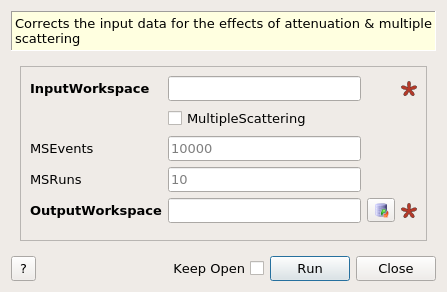 Corrects the input data for the effects of attenuation & multiple
scattering
InputWorkspace
MultipleScattering
MSEvents 10000
MSRuns 10
OutputWorkspace
? Keep Open Run Close